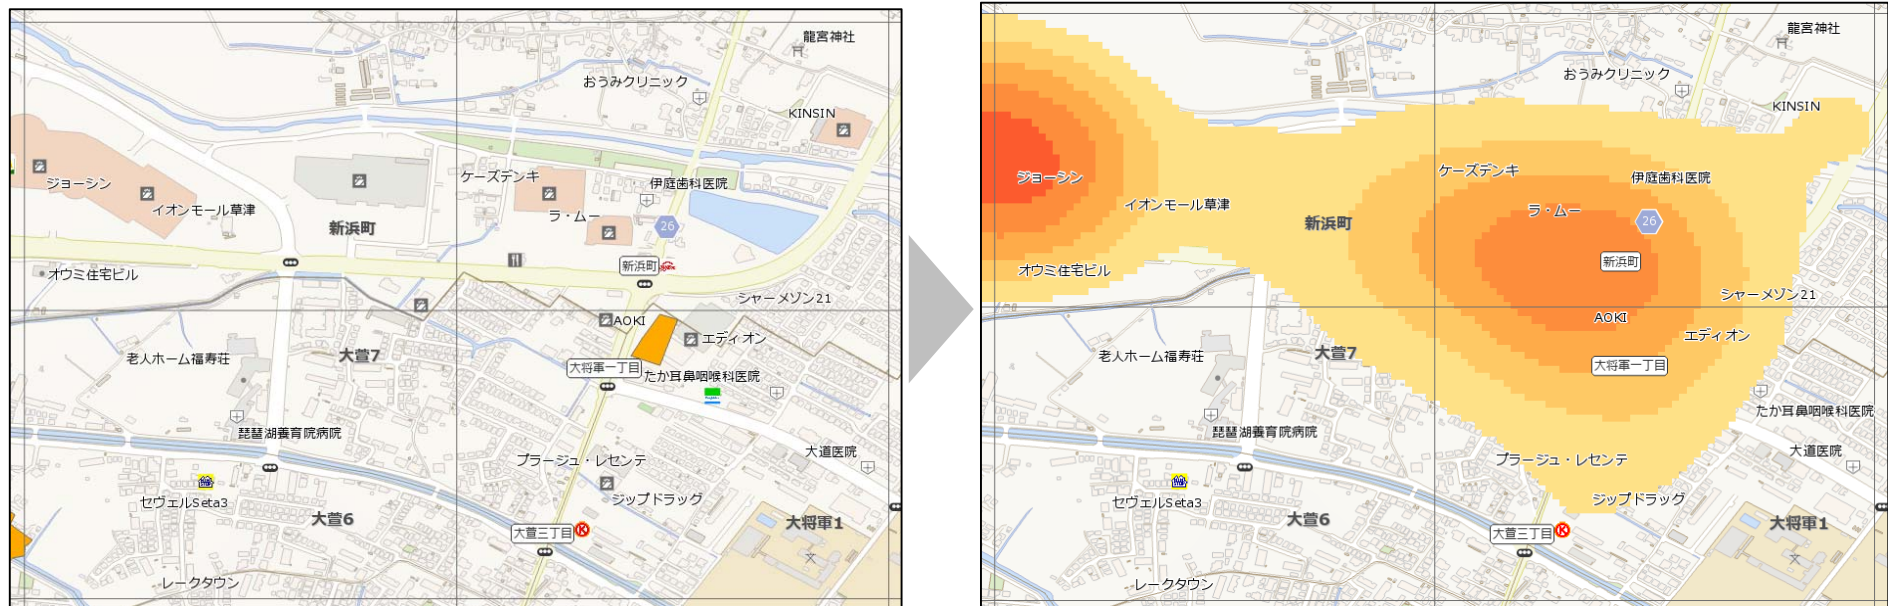 龍宮神社
おうみクリニック
KINSIN
ケーズデンキ
伊庭歯科医院
ジョーシン
イオンモール草津
ラ・ムー
新浜町
26
新浜町
オウミ住宅ビル
シャーメゾン21
AOKI
エディオン
老人ホーム福寿荘
大萱7
大将軍一丁目
たか耳鼻咽喉科医院
琵琶湖養育院病院
大道医院
プラージュ・レセンテ
セヴェルSeta3
ジップドラッグ
大萱6
大将軍1
大萱三丁目
K
レークタウン
龍宮神社
おうみクリニック
KINSIN
ケーズデンキ
伊庭歯科医院
ジョーシン
イオンモール草津
ラ・ムー
新浜町
26
新浜町
オウミ住宅ビル
シャーメゾン21
AOKI
エディオン
老人ホーム福寿荘
大萱7
大将軍一丁目
たか耳鼻咽喉科医院
琵琶湖養育院病院
大道医院
プラージュ・レセンテ
セヴェルSeta3
ジップドラッグ
大萱6
大将軍1
大萱三丁目
K
レークタウン